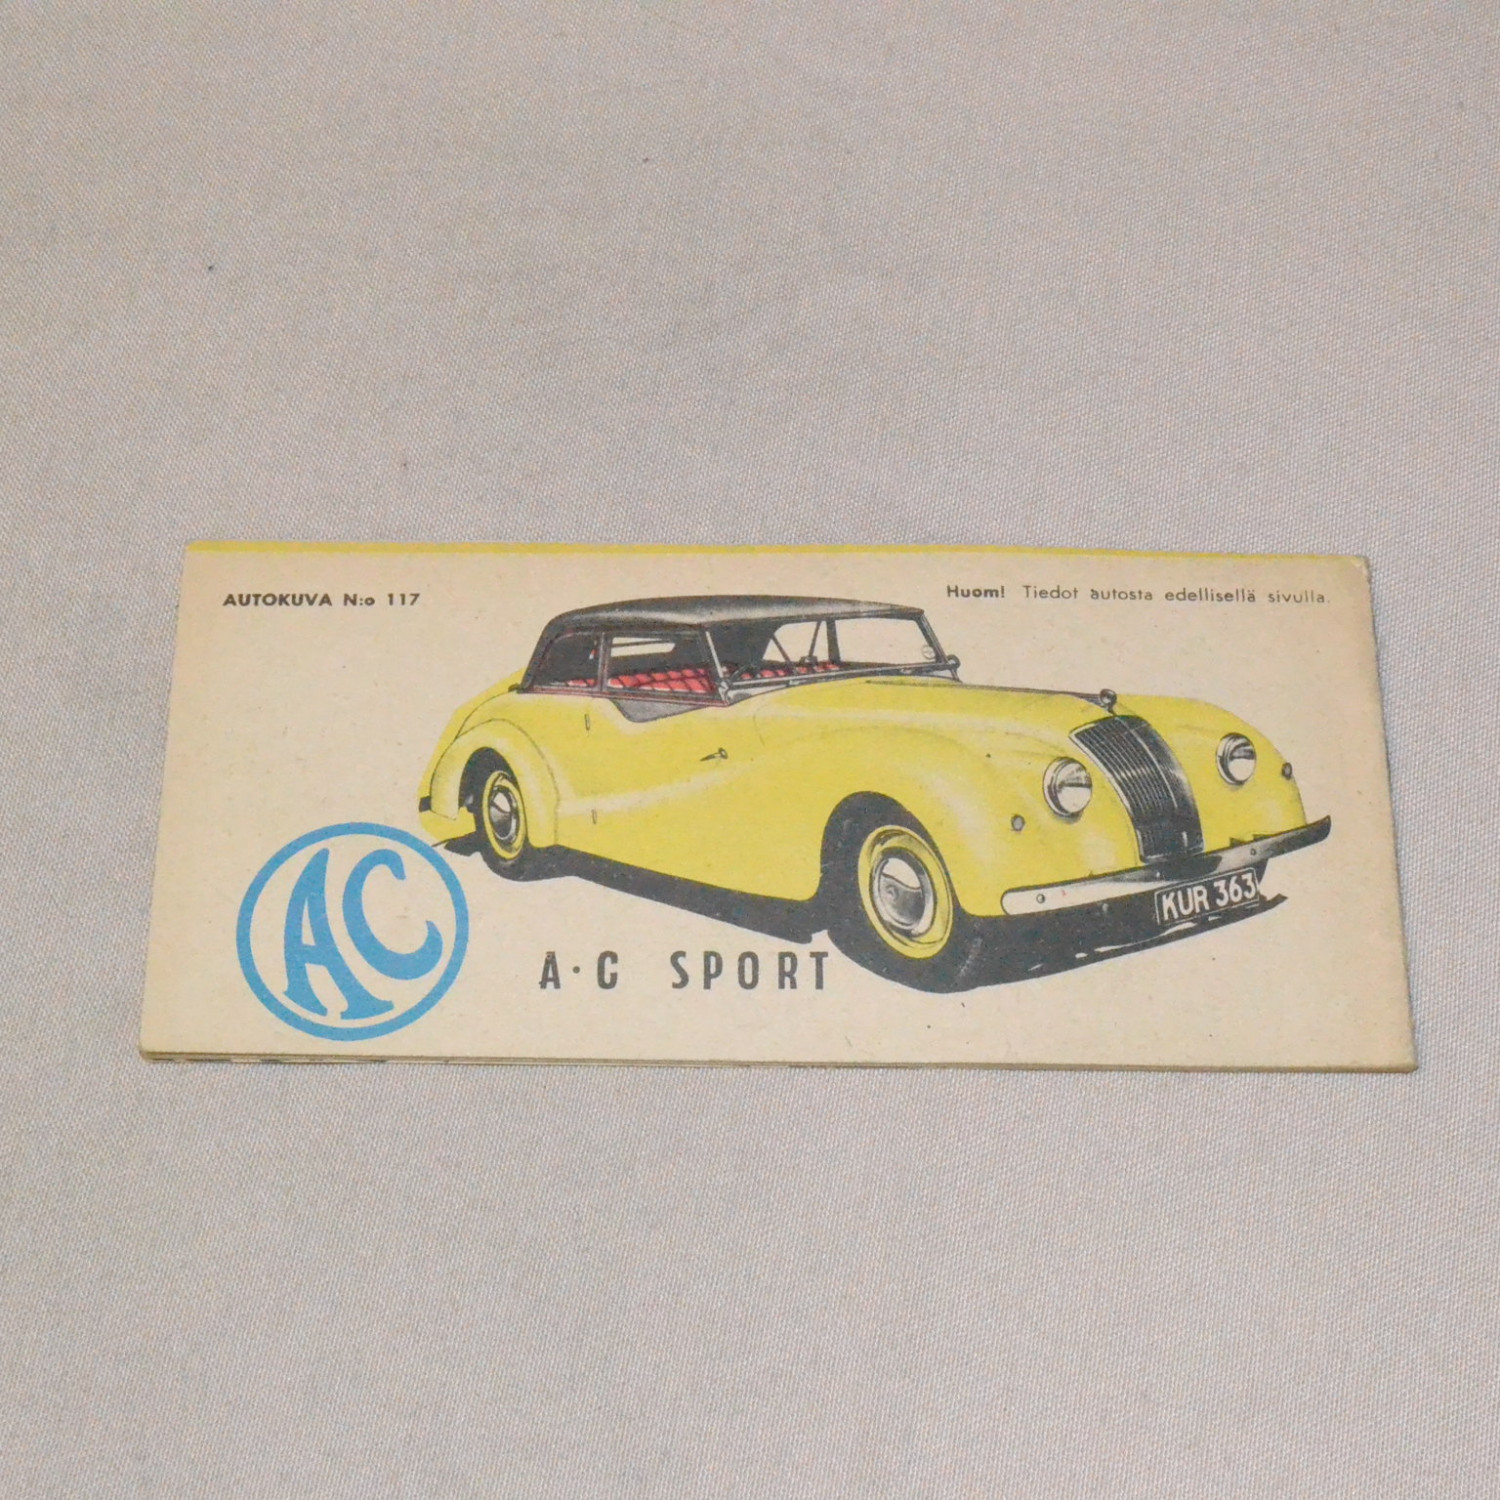 AUTOKUVA N:o 117
Huom! Tiedot autosta edellisellä sivulla.
KUR 363
AC
A·C SPORT